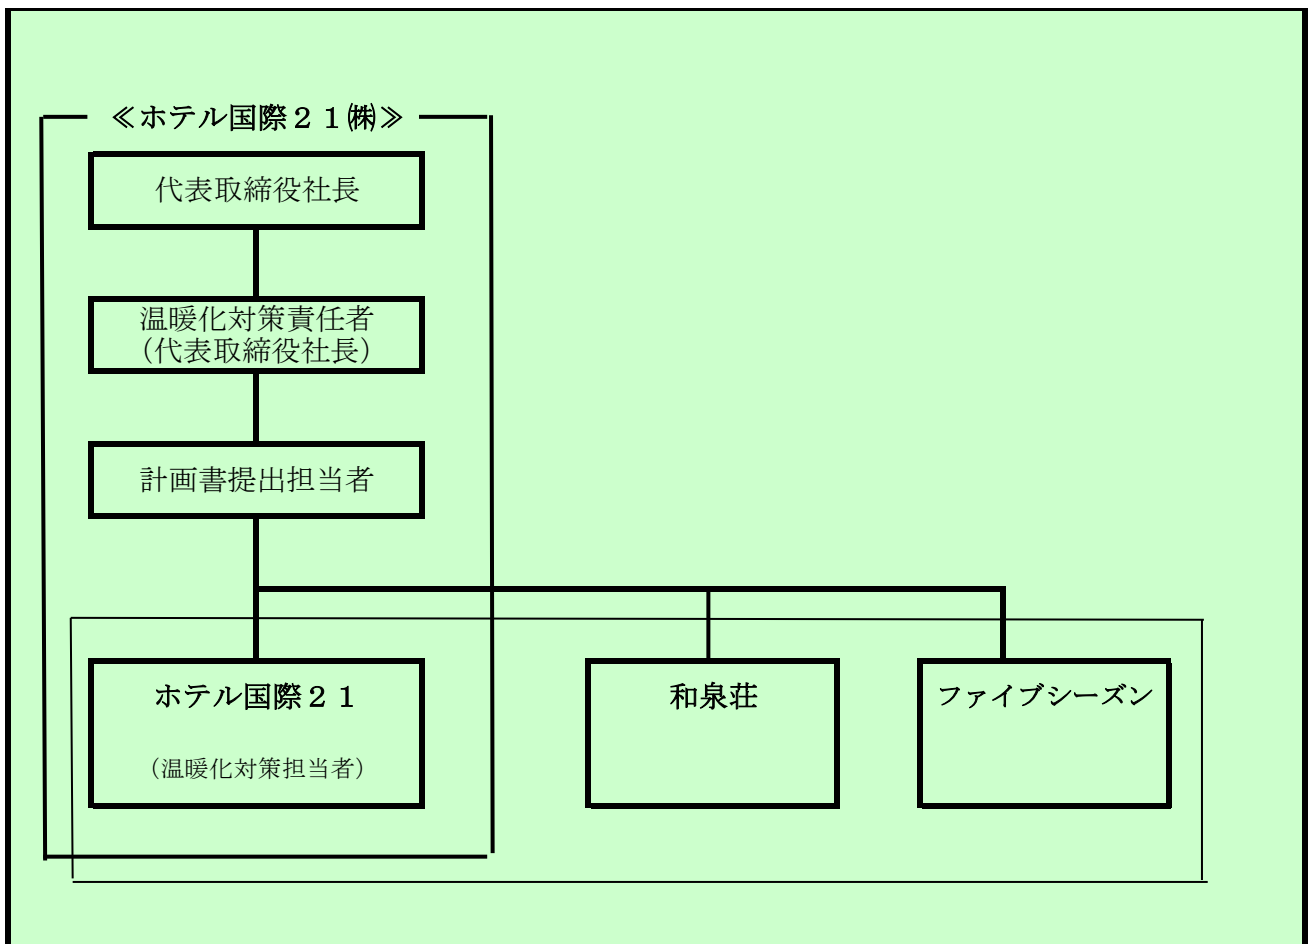 ≪ホテル国際２１㈱≫
代表取締役社長
温暖化対策責任者
（代表取締役社長）
計画書提出担当者
ホテル国際２１
（温暖化対策担当者）
和泉荘
ファイブシーズン